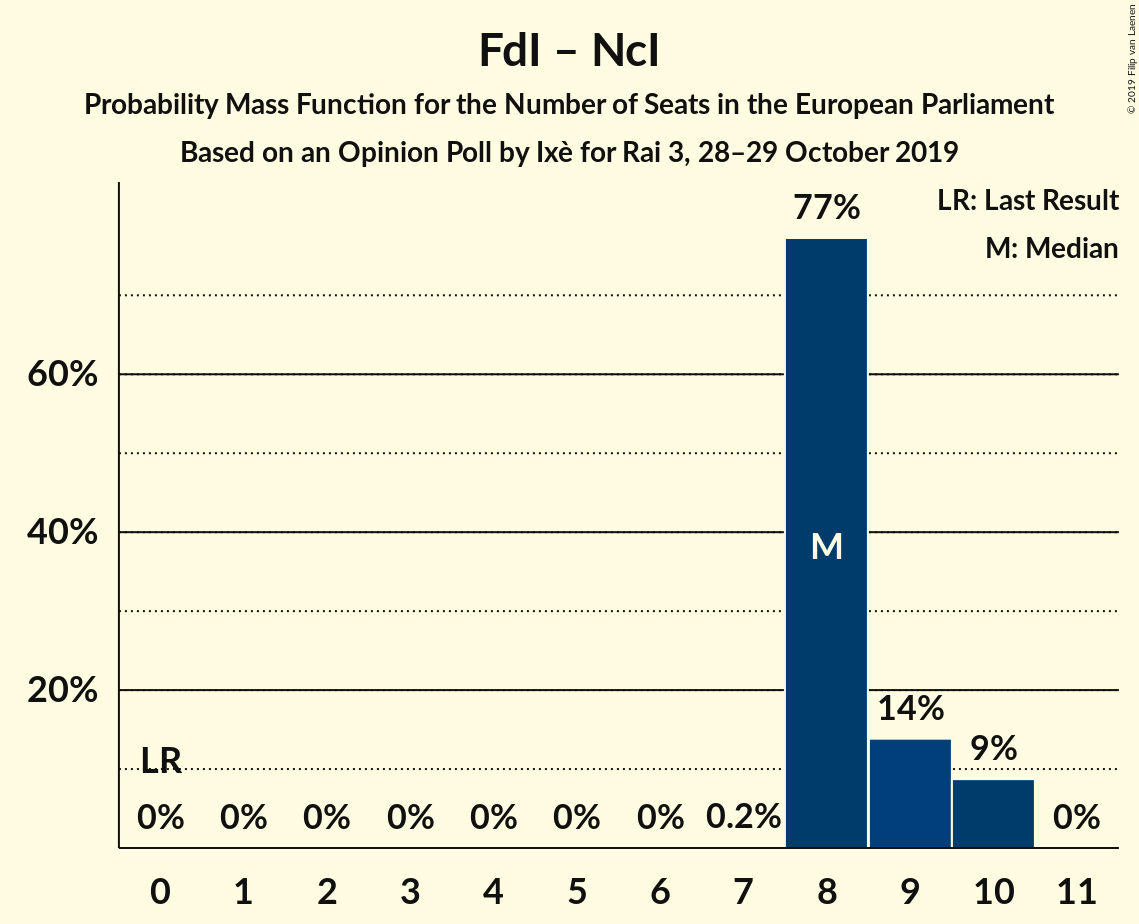 FdI – NcI
Probability Mass Function for the Number of Seats in the European Parliament
Based on an Opinion Poll by Ixè for Rai 3, 28–29 October 2019
© 2019 Filip van Laenen
LR: Last Result
M: Median
77%
60%
40%
M
20%
14%
9%
LR
0% 0% 0% 0% 0% 0% 0% 0.2% 0%
0 1 2 3 4 5 6 7 8 9 10 11